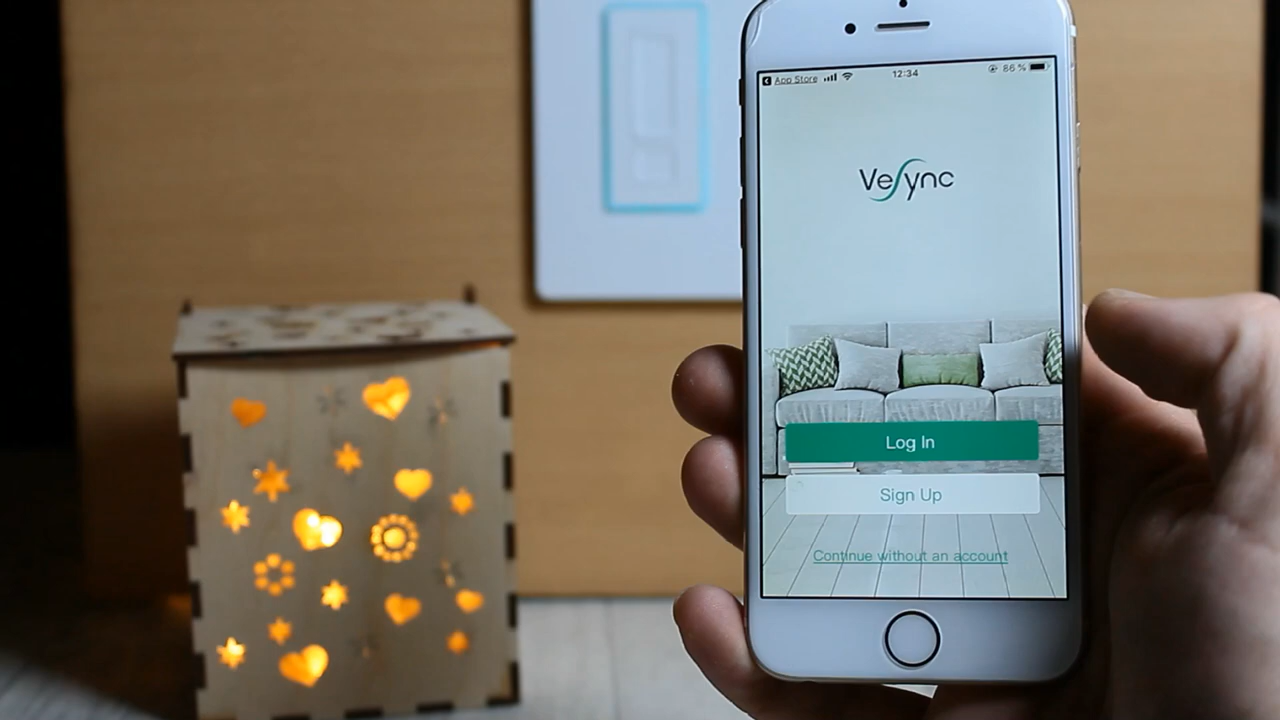 App Store 12:34 86 %
VeSync
Log In
Sign Up
Continue without an account